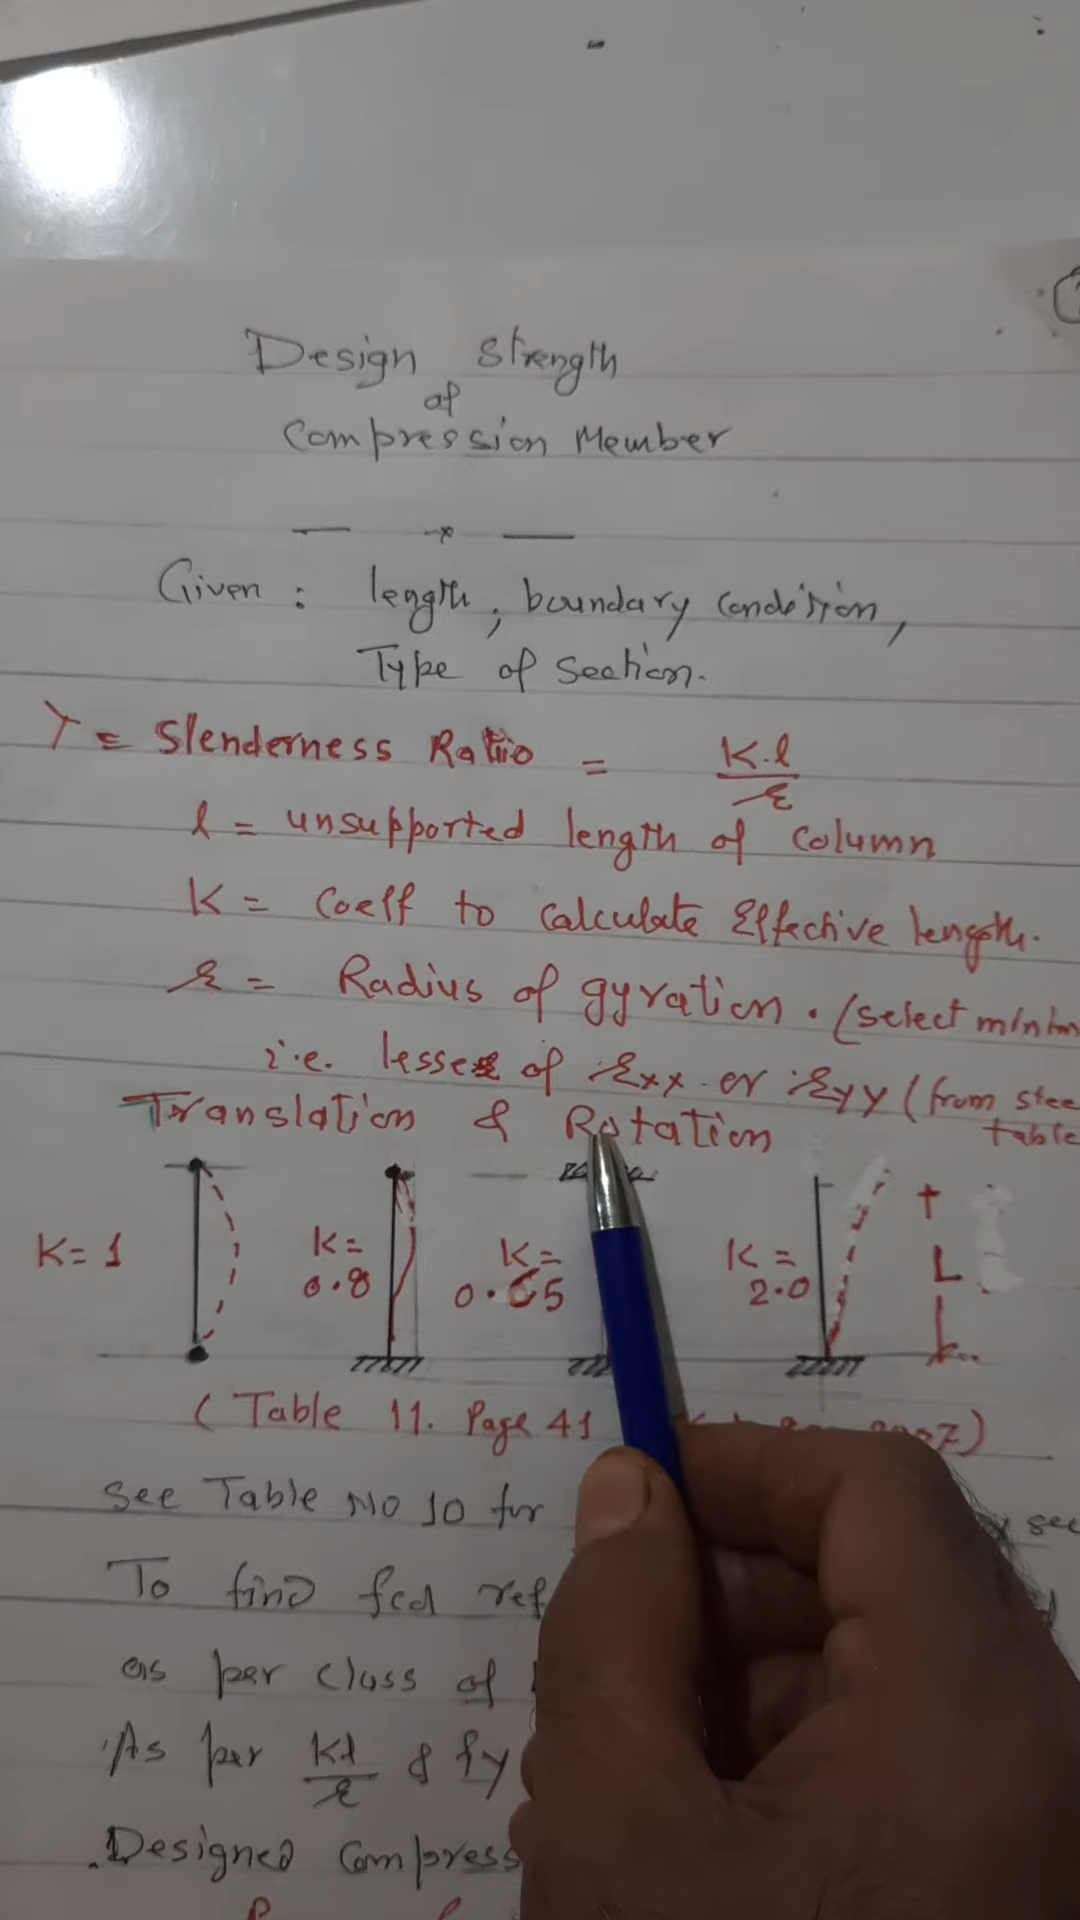 Design Strength
of
Compression Member
Given : length, boundary condition,
Type of section.
λ = Slenderness Ratio = K.l / r
l = unsupported length of column
K = Coeff to calculate Effective length.
r = Radius of gyration. (select
i.e. lesser of rxx or ryy (from
table
Translation & Rotation
K = 1
K = 0.8
K = 0.65
K = 2.0
L
(Table 11. Page 41
See Table No 10 for see
To find fcd ref
as per class of
As per Kl / r & fy
Designed Compress